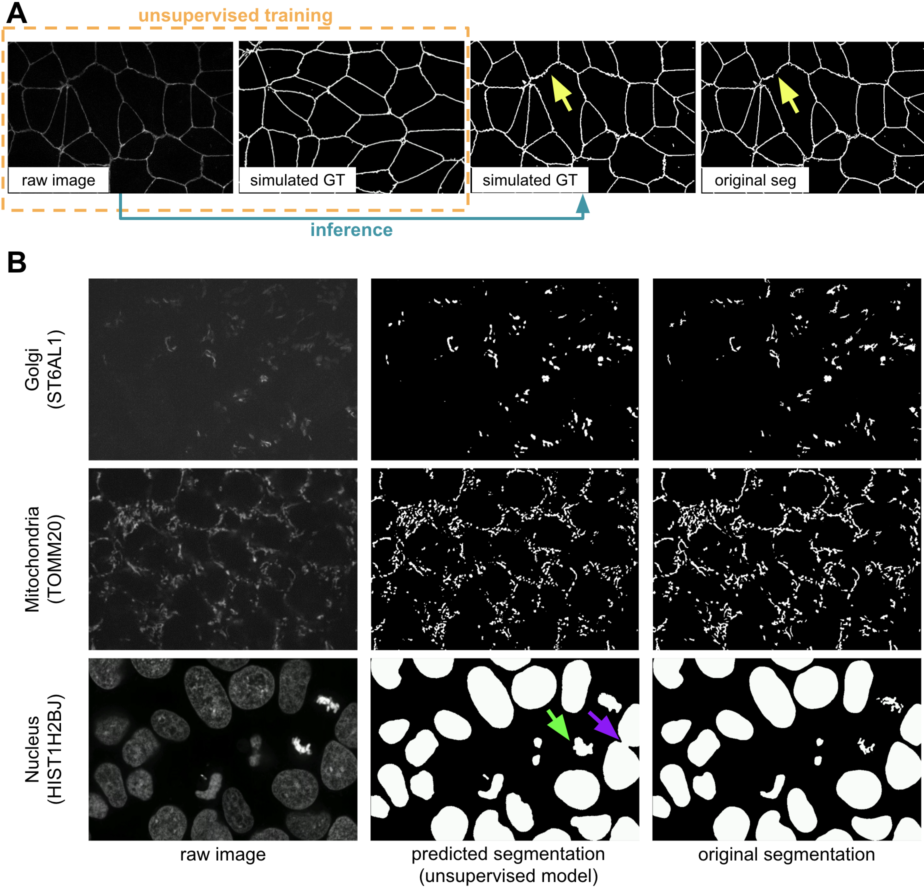 A
unsupervised training
raw image
simulated GT
simulated GT
original seg
inference
B
Golgi
(ST6AL1)
Mitochondria
(TOMM20)
Nucleus
(HIST1H2BJ)
raw image
predicted segmentation
(unsupervised model)
original segmentation